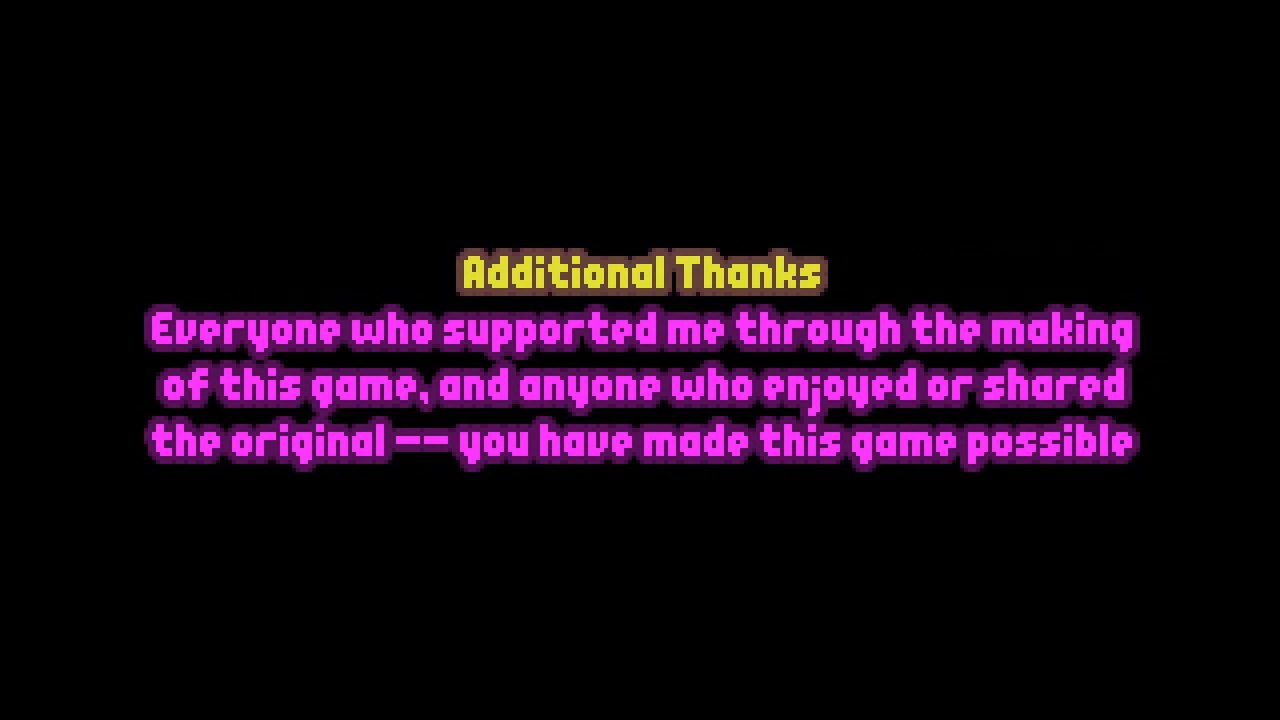 Additional Thanks
Everyone who supported me through the making
of this game, and anyone who enjoyed or shared
the original -- you have made this game possible